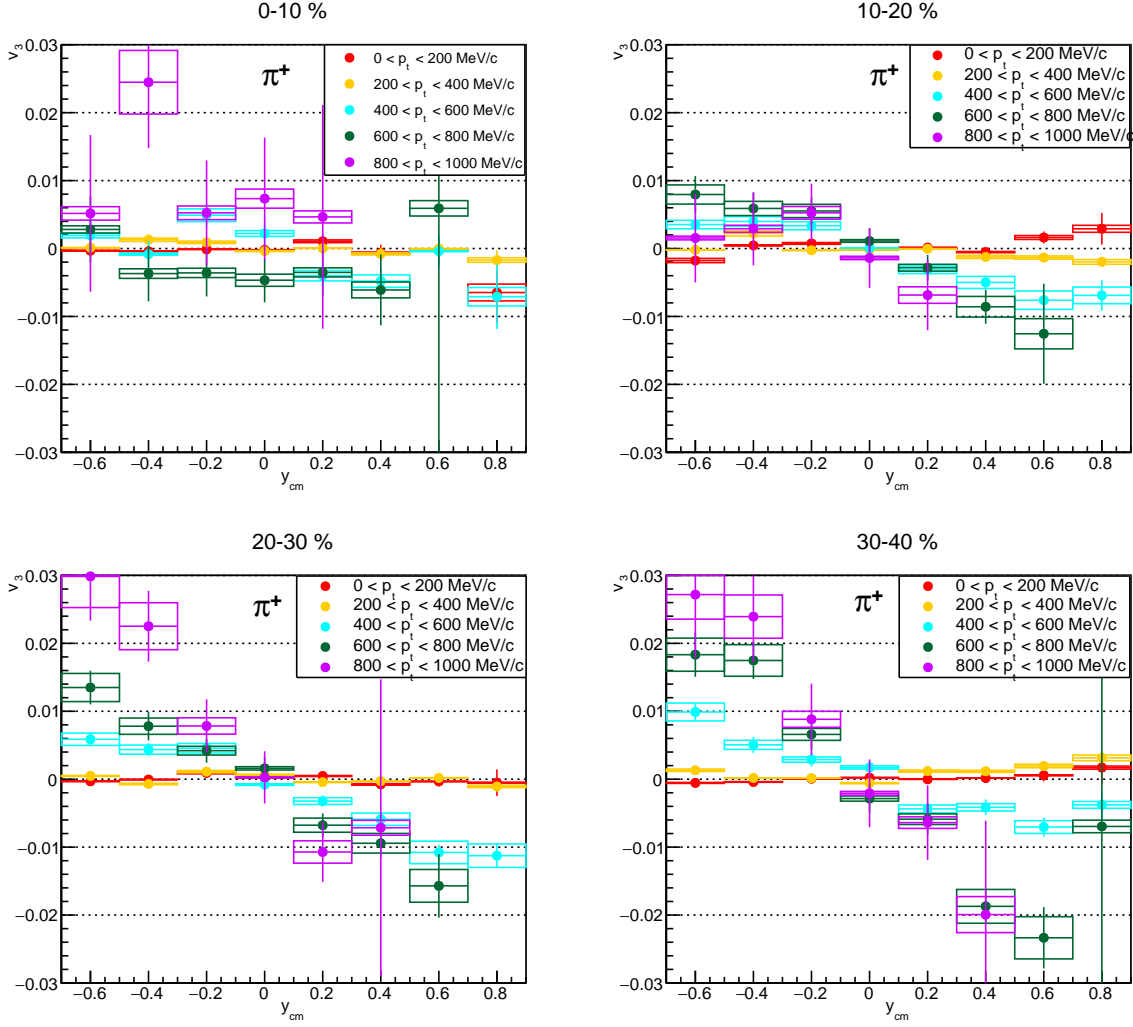 0-10 %
v3
0.03
0.02
0.01
0
−0.01
−0.02
−0.03
π+
0 < pt < 200 MeV/c
200 < pt < 400 MeV/c
400 < pt < 600 MeV/c
600 < pt < 800 MeV/c
800 < pt < 1000 MeV/c
−0.6 −0.4 −0.2 0 0.2 0.4 0.6 0.8
ycm
10-20 %
v3
0.03
0.02
0.01
0
−0.01
−0.02
−0.03
π+
0 < pt < 200 MeV/c
200 < pt < 400 MeV/c
400 < pt < 600 MeV/c
600 < pt < 800 MeV/c
800 < pt < 1000 MeV/c
−0.6 −0.4 −0.2 0 0.2 0.4 0.6 0.8
ycm
20-30 %
v3
0.03
0.02
0.01
0
−0.01
−0.02
−0.03
π+
0 < pt < 200 MeV/c
200 < pt < 400 MeV/c
400 < pt < 600 MeV/c
600 < pt < 800 MeV/c
800 < pt < 1000 MeV/c
−0.6 −0.4 −0.2 0 0.2 0.4 0.6 0.8
ycm
30-40 %
v3
0.03
0.02
0.01
0
−0.01
−0.02
−0.03
π+
0 < pt < 200 MeV/c
200 < pt < 400 MeV/c
400 < pt < 600 MeV/c
600 < pt < 800 MeV/c
800 < pt < 1000 MeV/c
−0.6 −0.4 −0.2 0 0.2 0.4 0.6 0.8
ycm